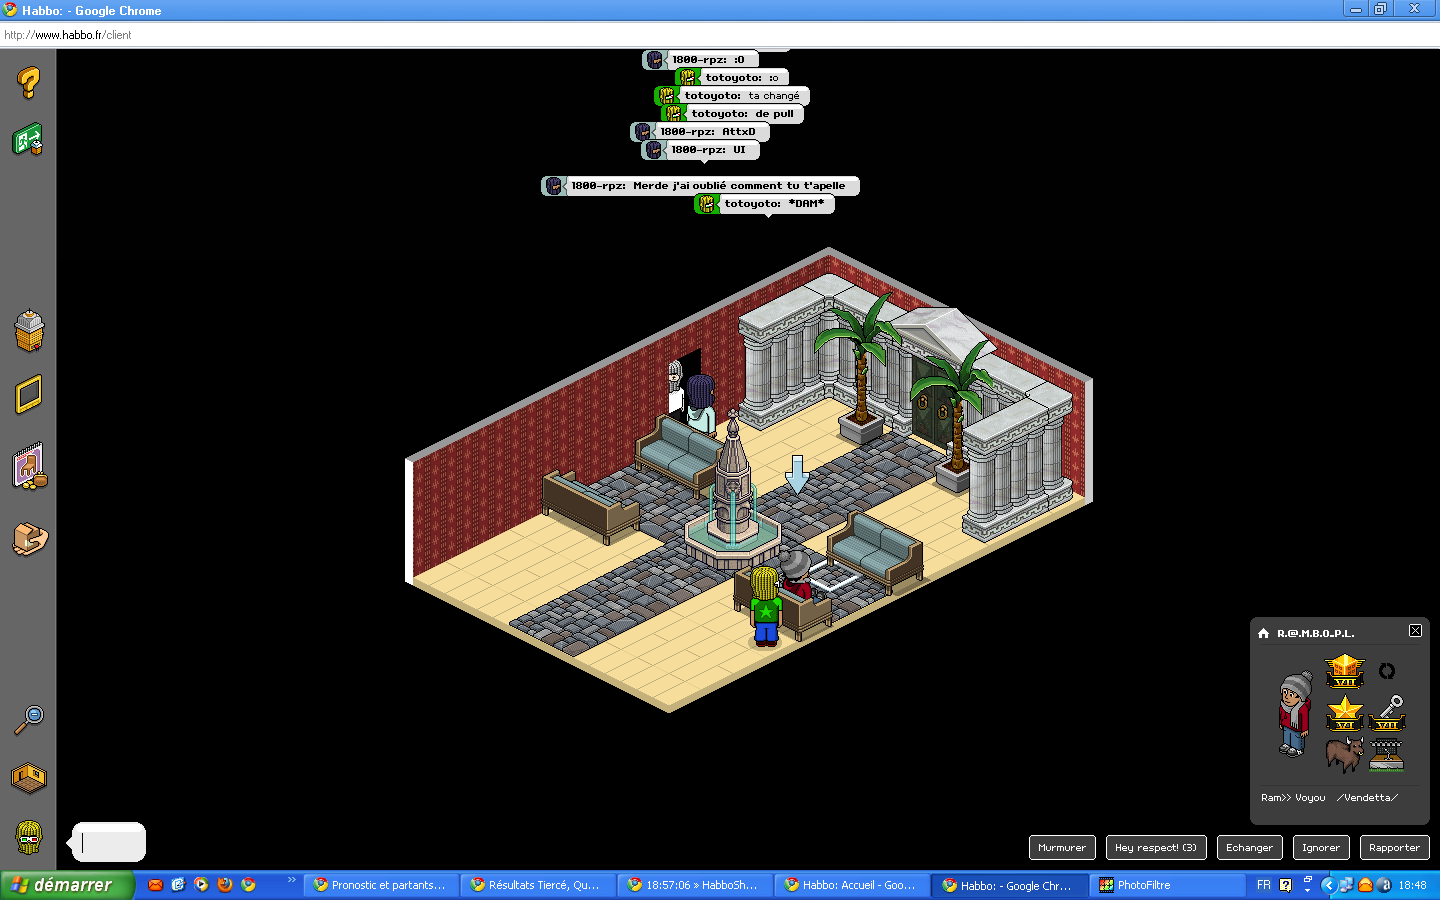 Habbo: - Google Chrome
http://www.habbo.fr/client
1800-rpz: :O
totoyoto: :o
totoyoto: ta changé
totoyoto: de pull
1800-rpz: AttxD
1800-rpz: UI
1800-rpz: Merde j'ai oublié comment tu t'apelle
totoyoto: *DAM*
R.@.M.B.O_.P.L.
Ram>> Voyou /Vendetta/
Murmurer
Hey respect! (3)
Echanger
Ignorer
Rapporter
démarrer
Pronostic et partants...
Résultats Tiercé, Qu...
18:57:06 » HabboSh...
Habbo: Accueil - Goo...
Habbo: - Google Chr...
PhotoFiltre
FR
18:48